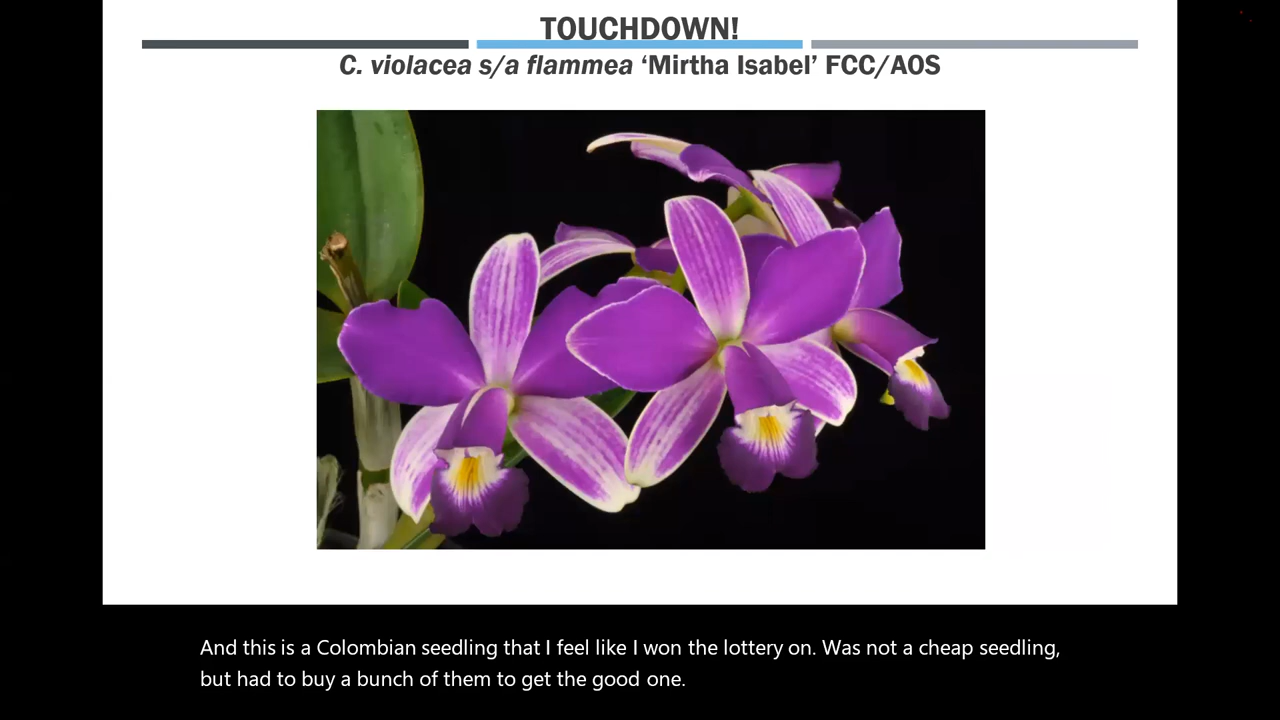 TOUCHDOWN!
C. violacea s/a flammea ‘Mirtha Isabel’ FCC/AOS
And this is a Colombian seedling that I feel like I won the lottery on. Was not a cheap seedling,
but had to buy a bunch of them to get the good one.